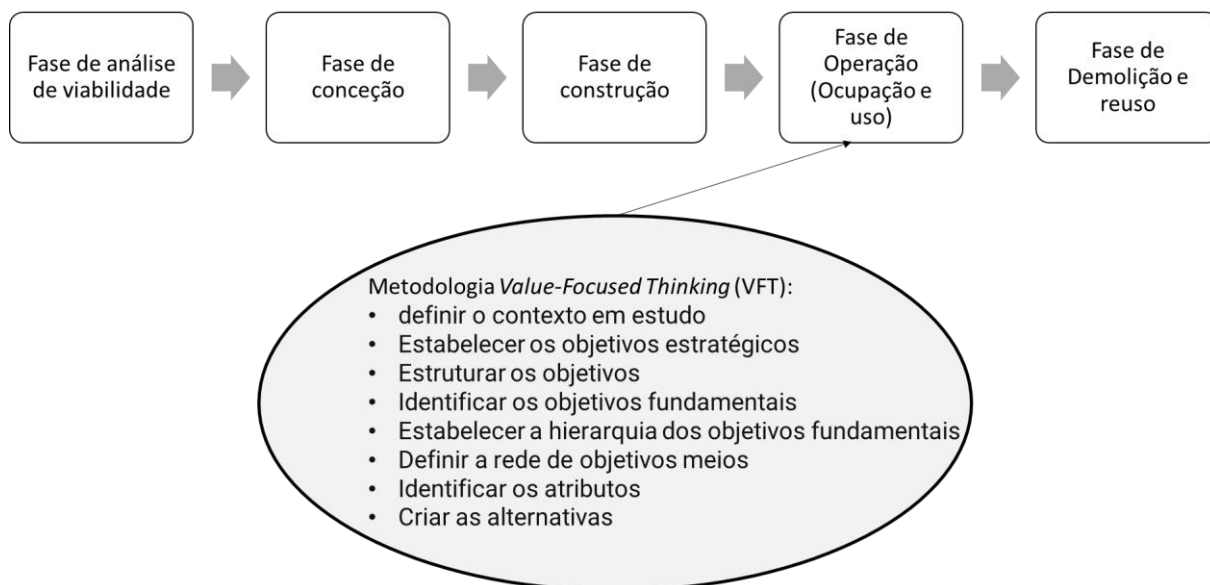 Fase de análise
de viabilidade
Fase de
conceção
Fase de
construção
Fase de
Operação
(Ocupação e
uso)
Fase de
Demolição e
reuso
Metodologia Value-Focused Thinking (VFT):
• definir o contexto em estudo
• Estabelecer os objetivos estratégicos
• Estruturar os objetivos
• Identificar os objetivos fundamentais
• Estabelecer a hierarquia dos objetivos fundamentais
• Definir a rede de objetivos meios
• Identificar os atributos
• Criar as alternativas